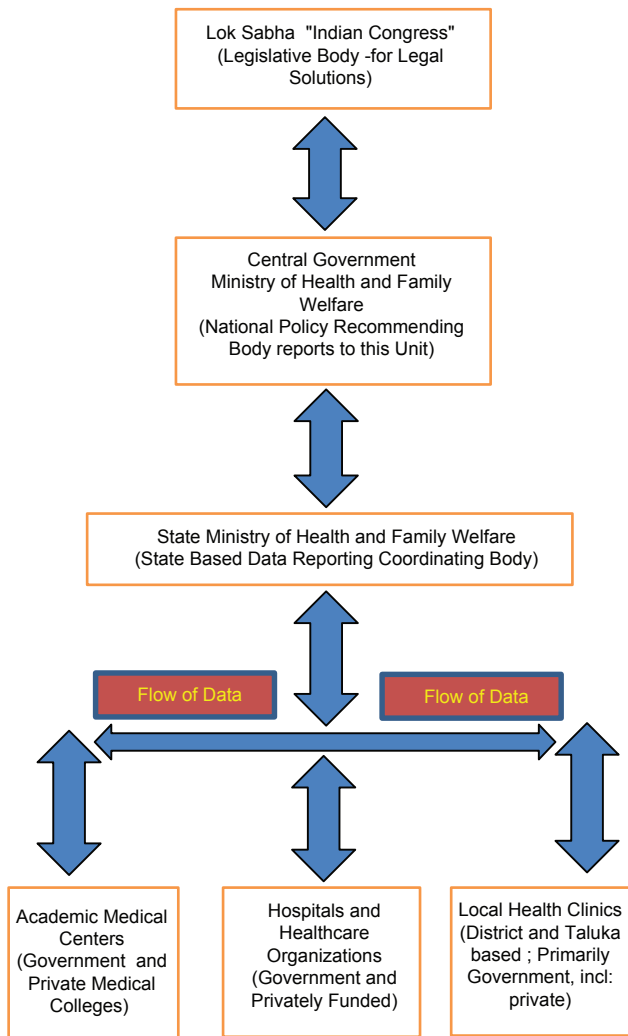 Lok Sabha  "Indian Congress"
(Legislative Body -for Legal
Solutions)
Central Government
Ministry of Health and Family
Welfare
(National Policy Recommending
Body reports to this Unit)
State Ministry of Health and Family Welfare
(State Based Data Reporting Coordinating Body)
Flow of Data
Flow of Data
Academic Medical
Centers
(Government  and
Private Medical
Colleges)
Hospitals and
Healthcare
Organizations
(Government and
Privately Funded)
Local Health Clinics
(District and Taluka
based ; Primarily
Government, incl:
private)